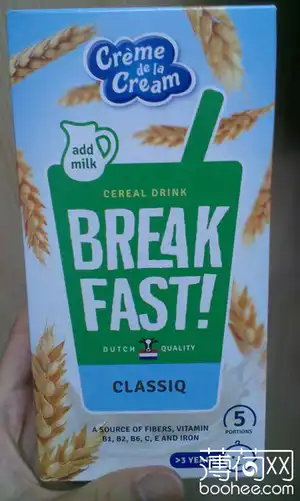 Crème
de la
Cream
add
milk
CEREAL DRINK
BREAK
FAST!
DUTCH QUALITY
CLASSIQ
A SOURCE OF FIBERS, VITAMIN
B1, B2, B6, C, E AND IRON
5
PORTIONS
>3 YEA
薄荷网
boohee.com